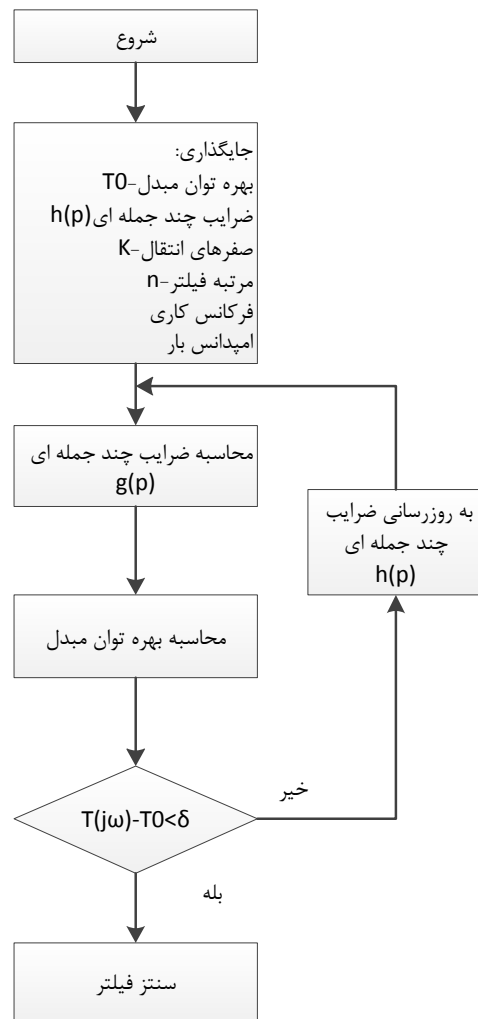 شروع
جایگذاری:
بهره توان مبدل-T0
ضرایب چند جمله ای h(p)
صفرهای انتقال-K
مرتبه فیلتر-n
فرکانس کاری
امپدانس بار
محاسبه ضرایب چند جمله ای
g(p)
به روزرسانی ضرایب
چند جمله ای
h(p)
محاسبه بهره توان مبدل
T(jω)-T0<δ
خیر
بله
سنتز فیلتر